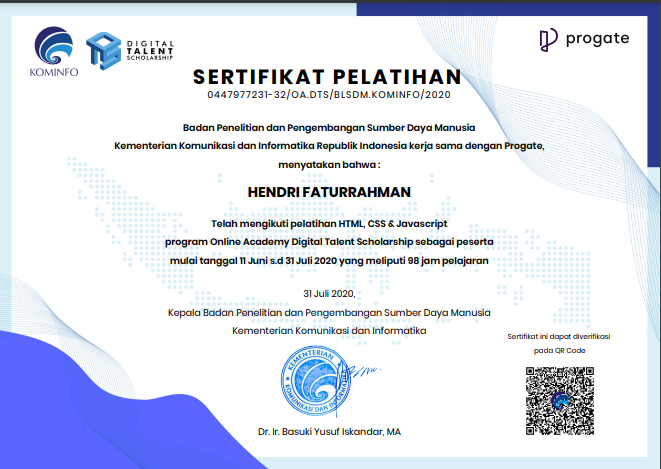 KOMINFO
DIGITAL
TALENT
SCHOLARSHIP
progate
SERTIFIKAT PELATIHAN
0447977231-32/OA.DTS/BLSDM.KOMINFO/2020
Badan Penelitian dan Pengembangan Sumber Daya Manusia
Kementerian Komunikasi dan Informatika Republik Indonesia kerja sama dengan Progate,
menyatakan bahwa :
HENDRI FATURRAHMAN
Telah mengikuti pelatihan HTML, CSS & Javascript
program Online Academy Digital Talent Scholarship sebagai peserta
mulai tanggal 11 Juni s.d 31 Juli 2020 yang meliputi 98 jam pelajaran
31 Juli 2020,
Kepala Badan Penelitian dan Pengembangan Sumber Daya Manusia
Kementerian Komunikasi dan Informatika
Sertifikat ini dapat diverifikasi
pada QR Code
KEMENTERIAN
KOMUNIKASI DAN INFORMATIKA
Dr. Ir. Basuki Yusuf Iskandar, MA